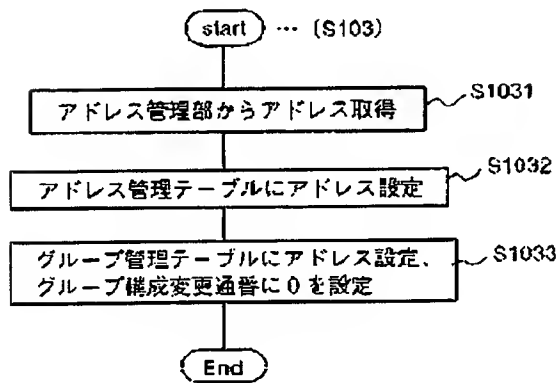 start … (S103)
アドレス管理部からアドレス取得
S1031
アドレス管理テーブルにアドレス設定
S1032
グループ管理テーブルにアドレス設定、
グループ構成変更通番に0を設定
S1033
End